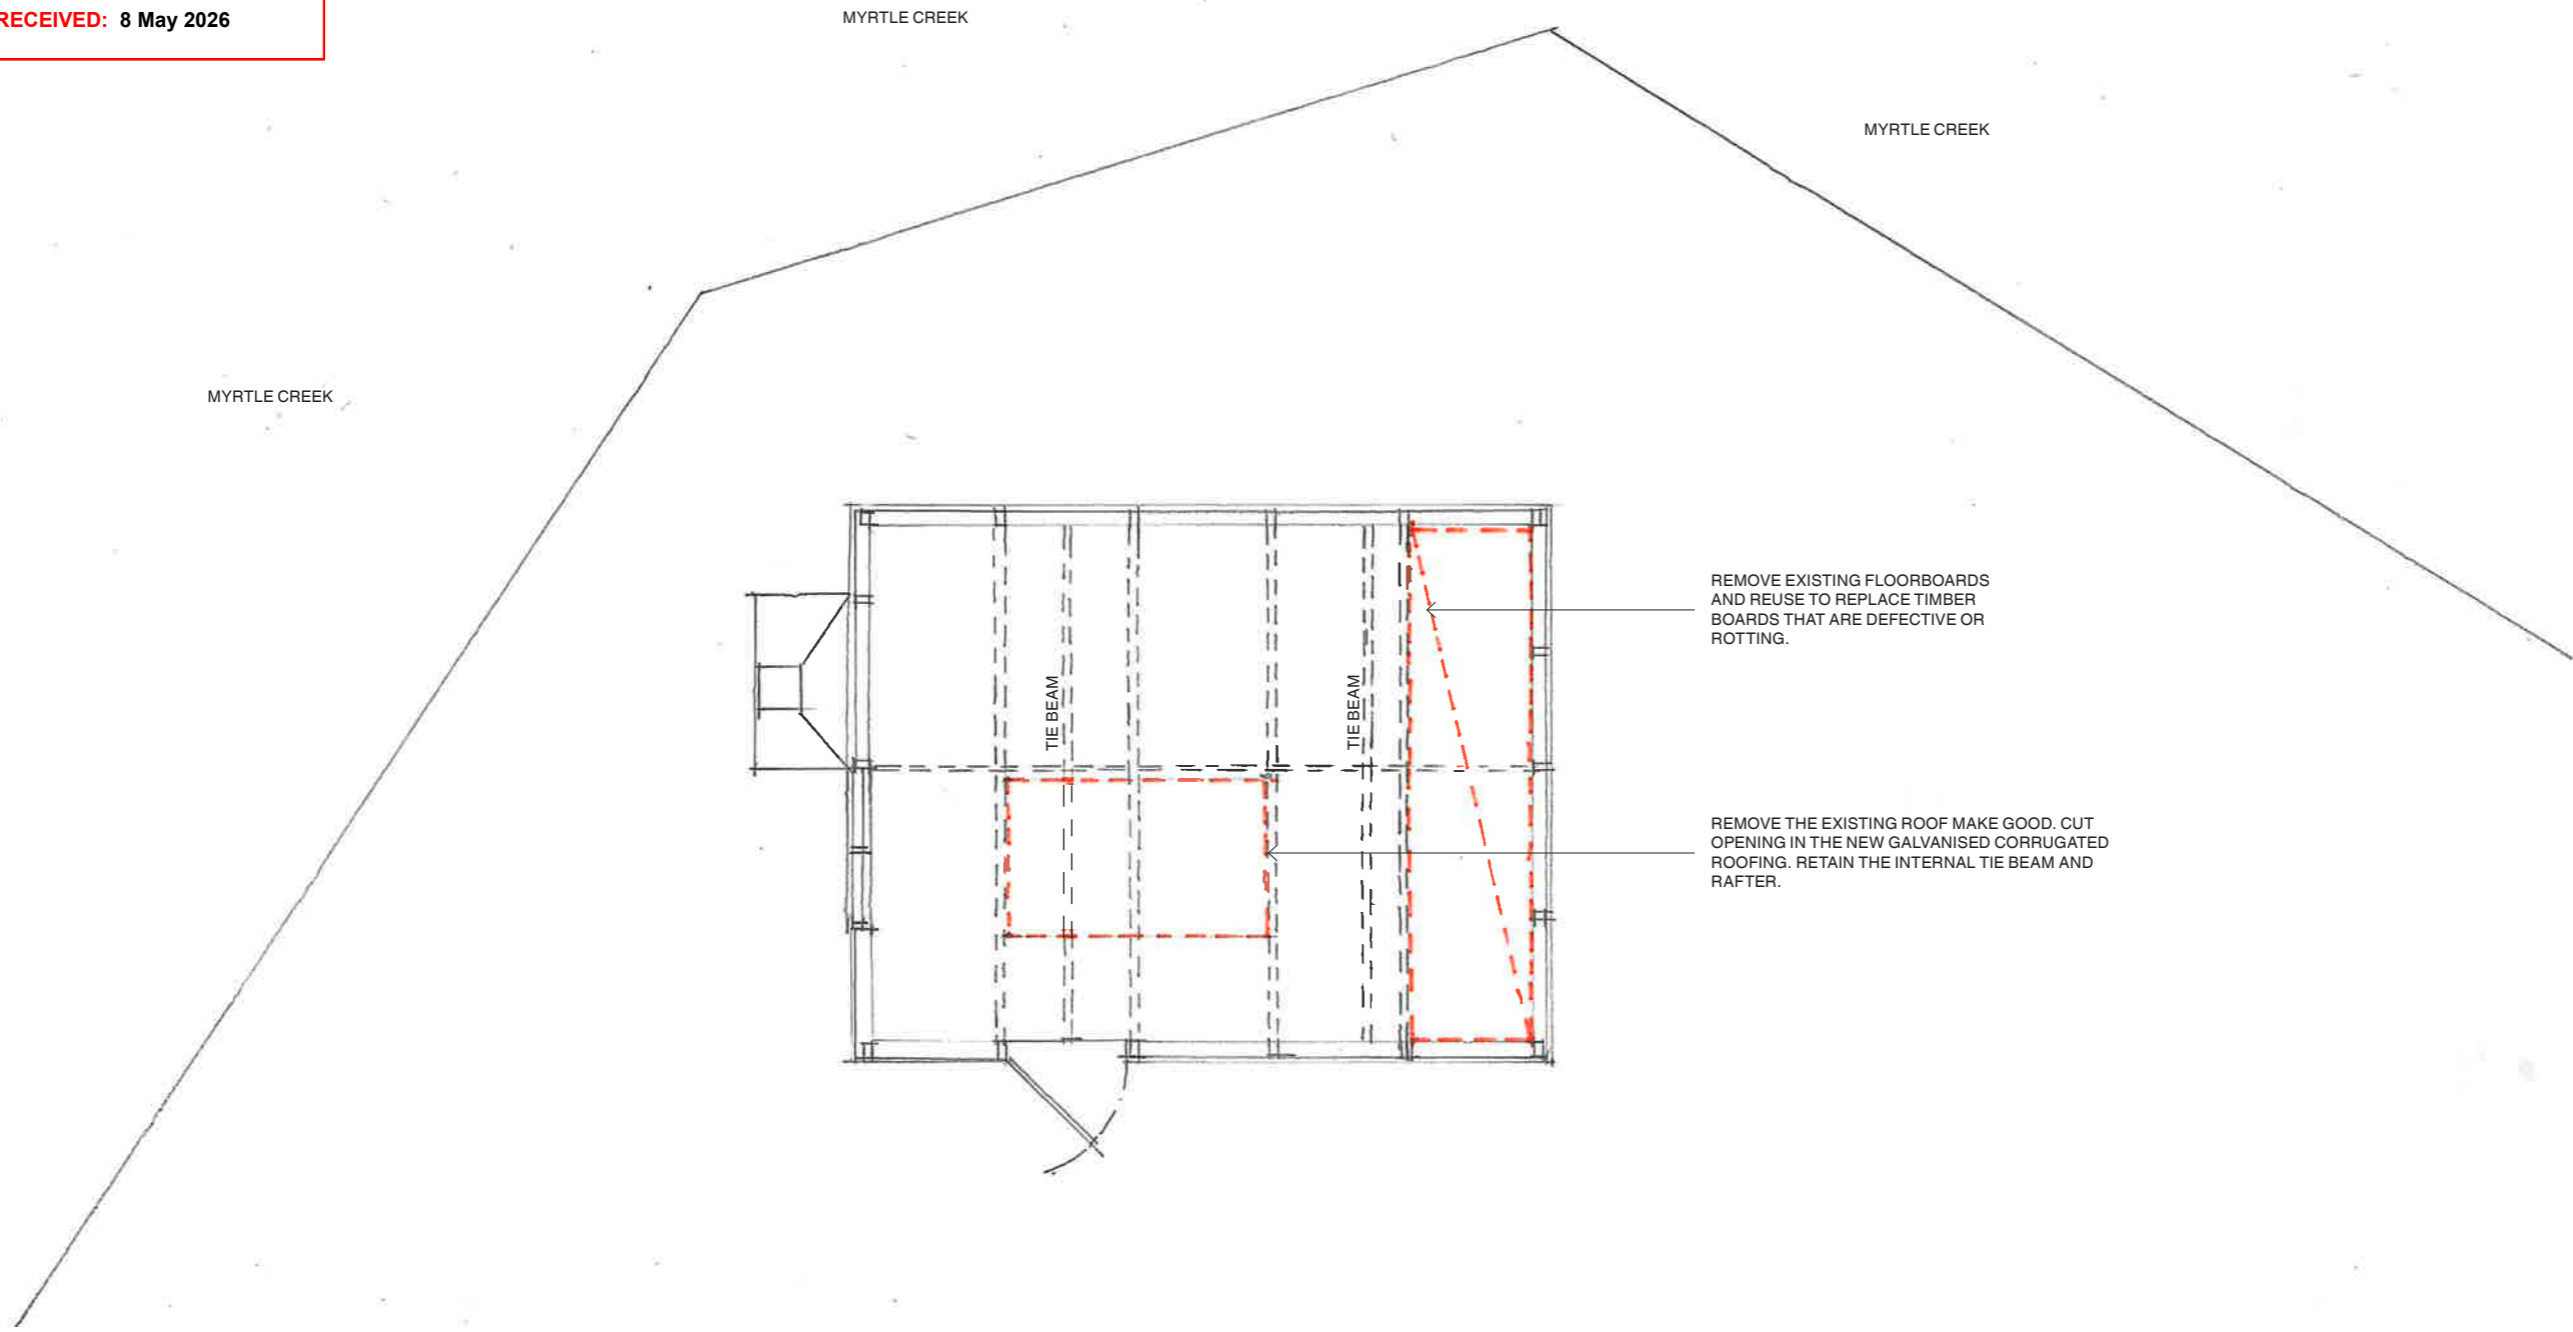 RECEIVED: 8 May 2026
MYRTLE CREEK
MYRTLE CREEK
MYRTLE CREEK
REMOVE EXISTING FLOORBOARDS
AND REUSE TO REPLACE TIMBER
BOARDS THAT ARE DEFECTIVE OR
ROTTING.
TIE BEAM
TIE BEAM
REMOVE THE EXISTING ROOF MAKE GOOD. CUT
OPENING IN THE NEW GALVANISED CORRUGATED
ROOFING. RETAIN THE INTERNAL TIE BEAM AND
RAFTER.